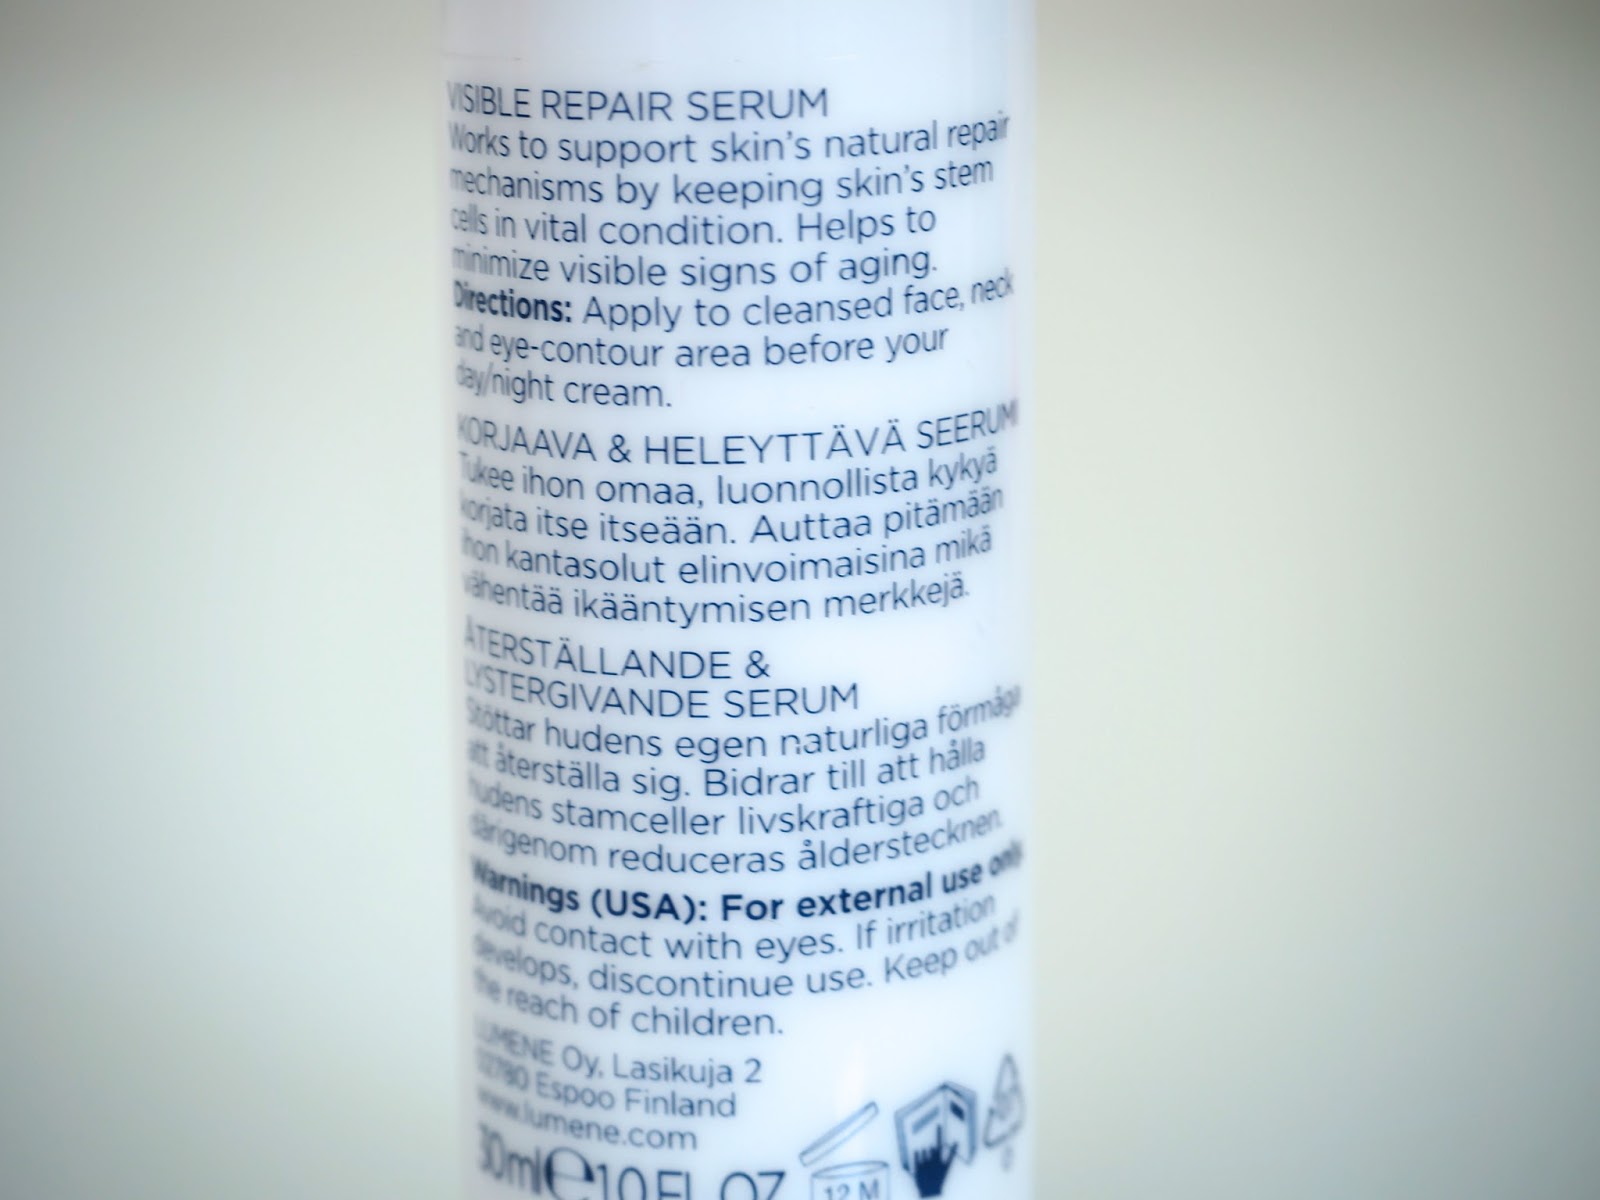 VISIBLE REPAIR SERUM
Works to support skin's natural repair
mechanisms by keeping skin's stem
cells in vital condition. Helps to
minimize visible signs of aging.
Directions: Apply to cleansed face, neck
and eye-contour area before your
day/night cream.
KORJAAVA & HELEYTTÄVÄ SEERUMI
Tukee ihon omaa, luonnollista kykyä
korjata itse itseään. Auttaa pitämään
ihon kantasolut elinvoimaisina mikä
vähentää ikääntymisen merkkejä.
ÅTERSTÄLLANDE &
LYSTERGIVANDE SERUM
Stöttar hudens egen naturliga förmåga
att återställa sig. Bidrar till att hålla
hudens stamceller livskraftiga och
därigenom reduceras ålderstecknen.
Warnings (USA): For external use only.
Avoid contact with eyes. If irritation
develops, discontinue use. Keep out of
the reach of children.
LUMENE Oy, Lasikuja 2
02780 Espoo Finland
www.lumene.com
30ml e 1.0 FL OZ
12 M